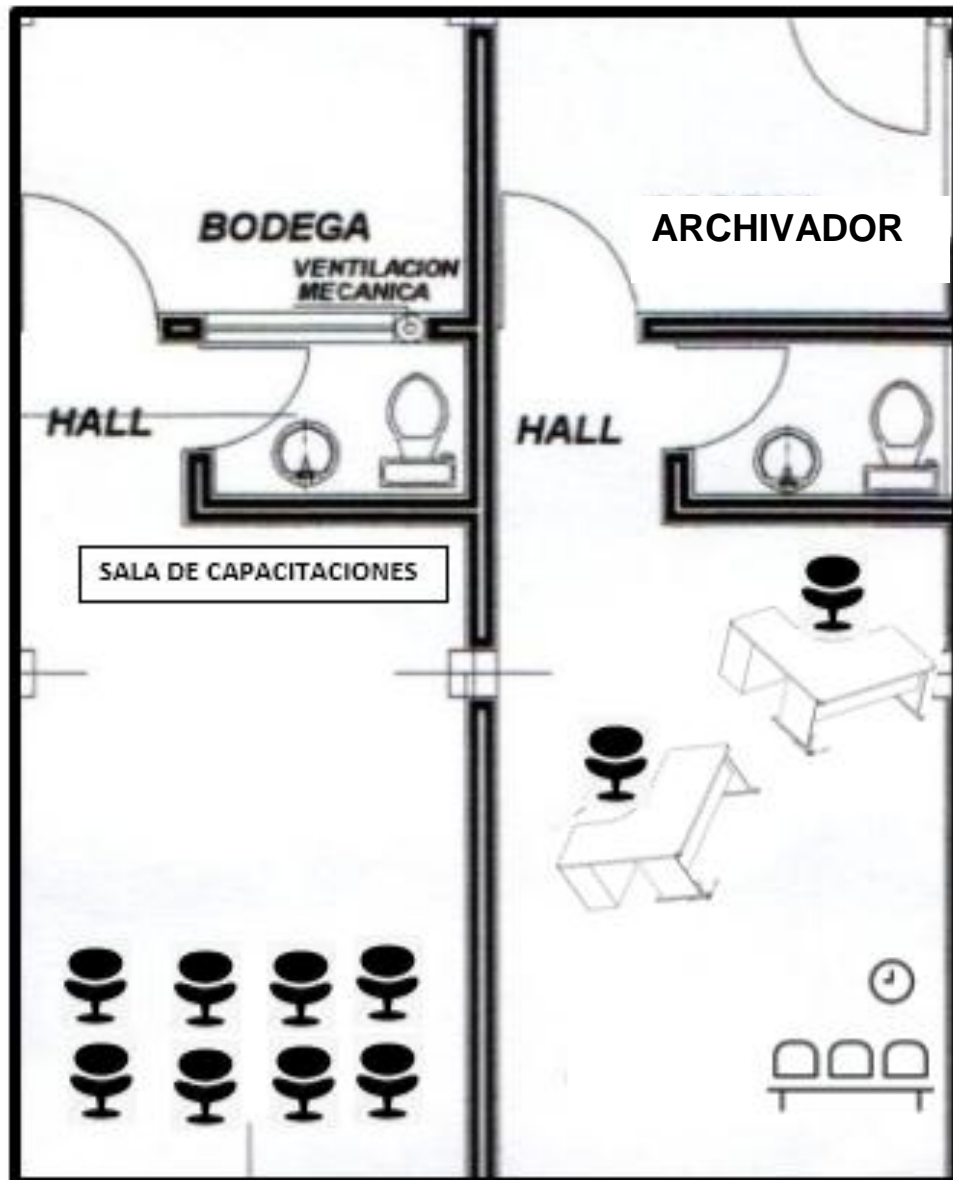 BODEGA
VENTILACION
MECANICA
ARCHIVADOR
HALL
HALL
SALA DE CAPACITACIONES